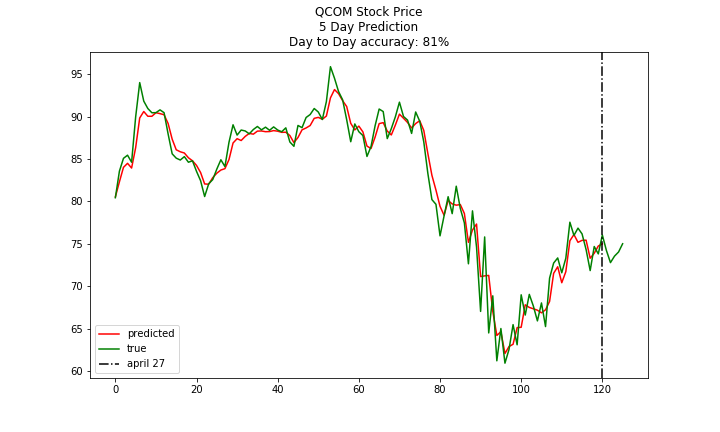 QCOM Stock Price
5 Day Prediction
Day to Day accuracy: 81%
95
90
85
80
75
70
65
60
predicted
true
april 27
0
20
40
60
80
100
120